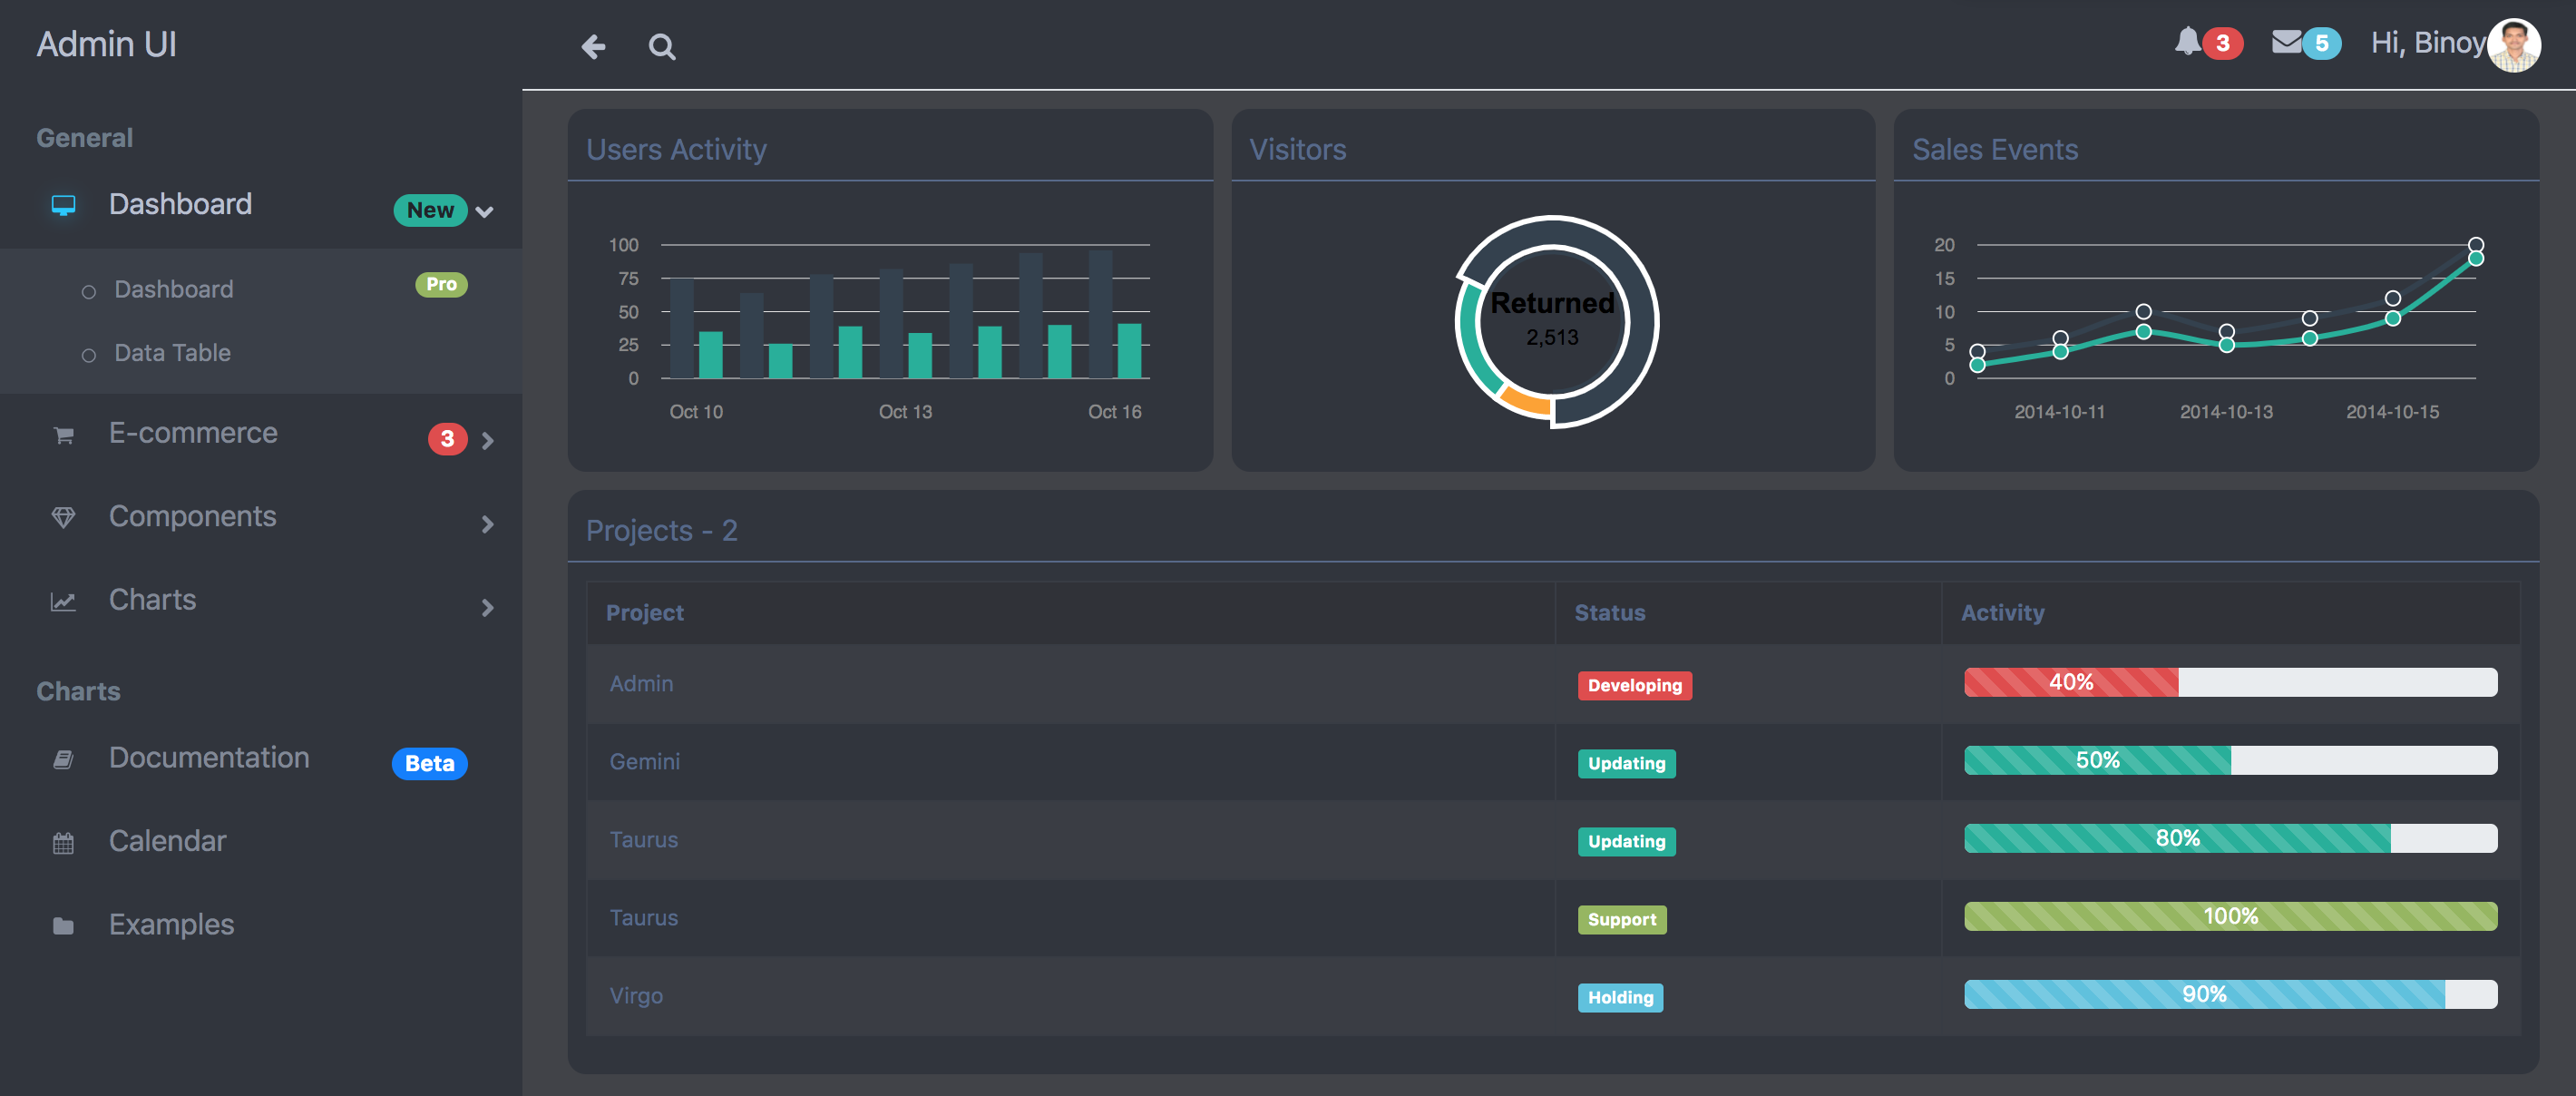 Admin UI
3
5
Hi, Binoy
General
Dashboard
New
Dashboard
Pro
Data Table
E-commerce
3
Components
Charts
Charts
Documentation
Beta
Calendar
Examples
Users Activity
100
75
50
25
0
Oct 10
Oct 13
Oct 16
Visitors
Returned
2,513
Sales Events
20
15
10
5
0
2014-10-11
2014-10-13
2014-10-15
Projects - 2
Project Status Activity
Admin Developing 40%
Gemini Updating 50%
Taurus Updating 80%
Taurus Support 100%
Virgo Holding 90%